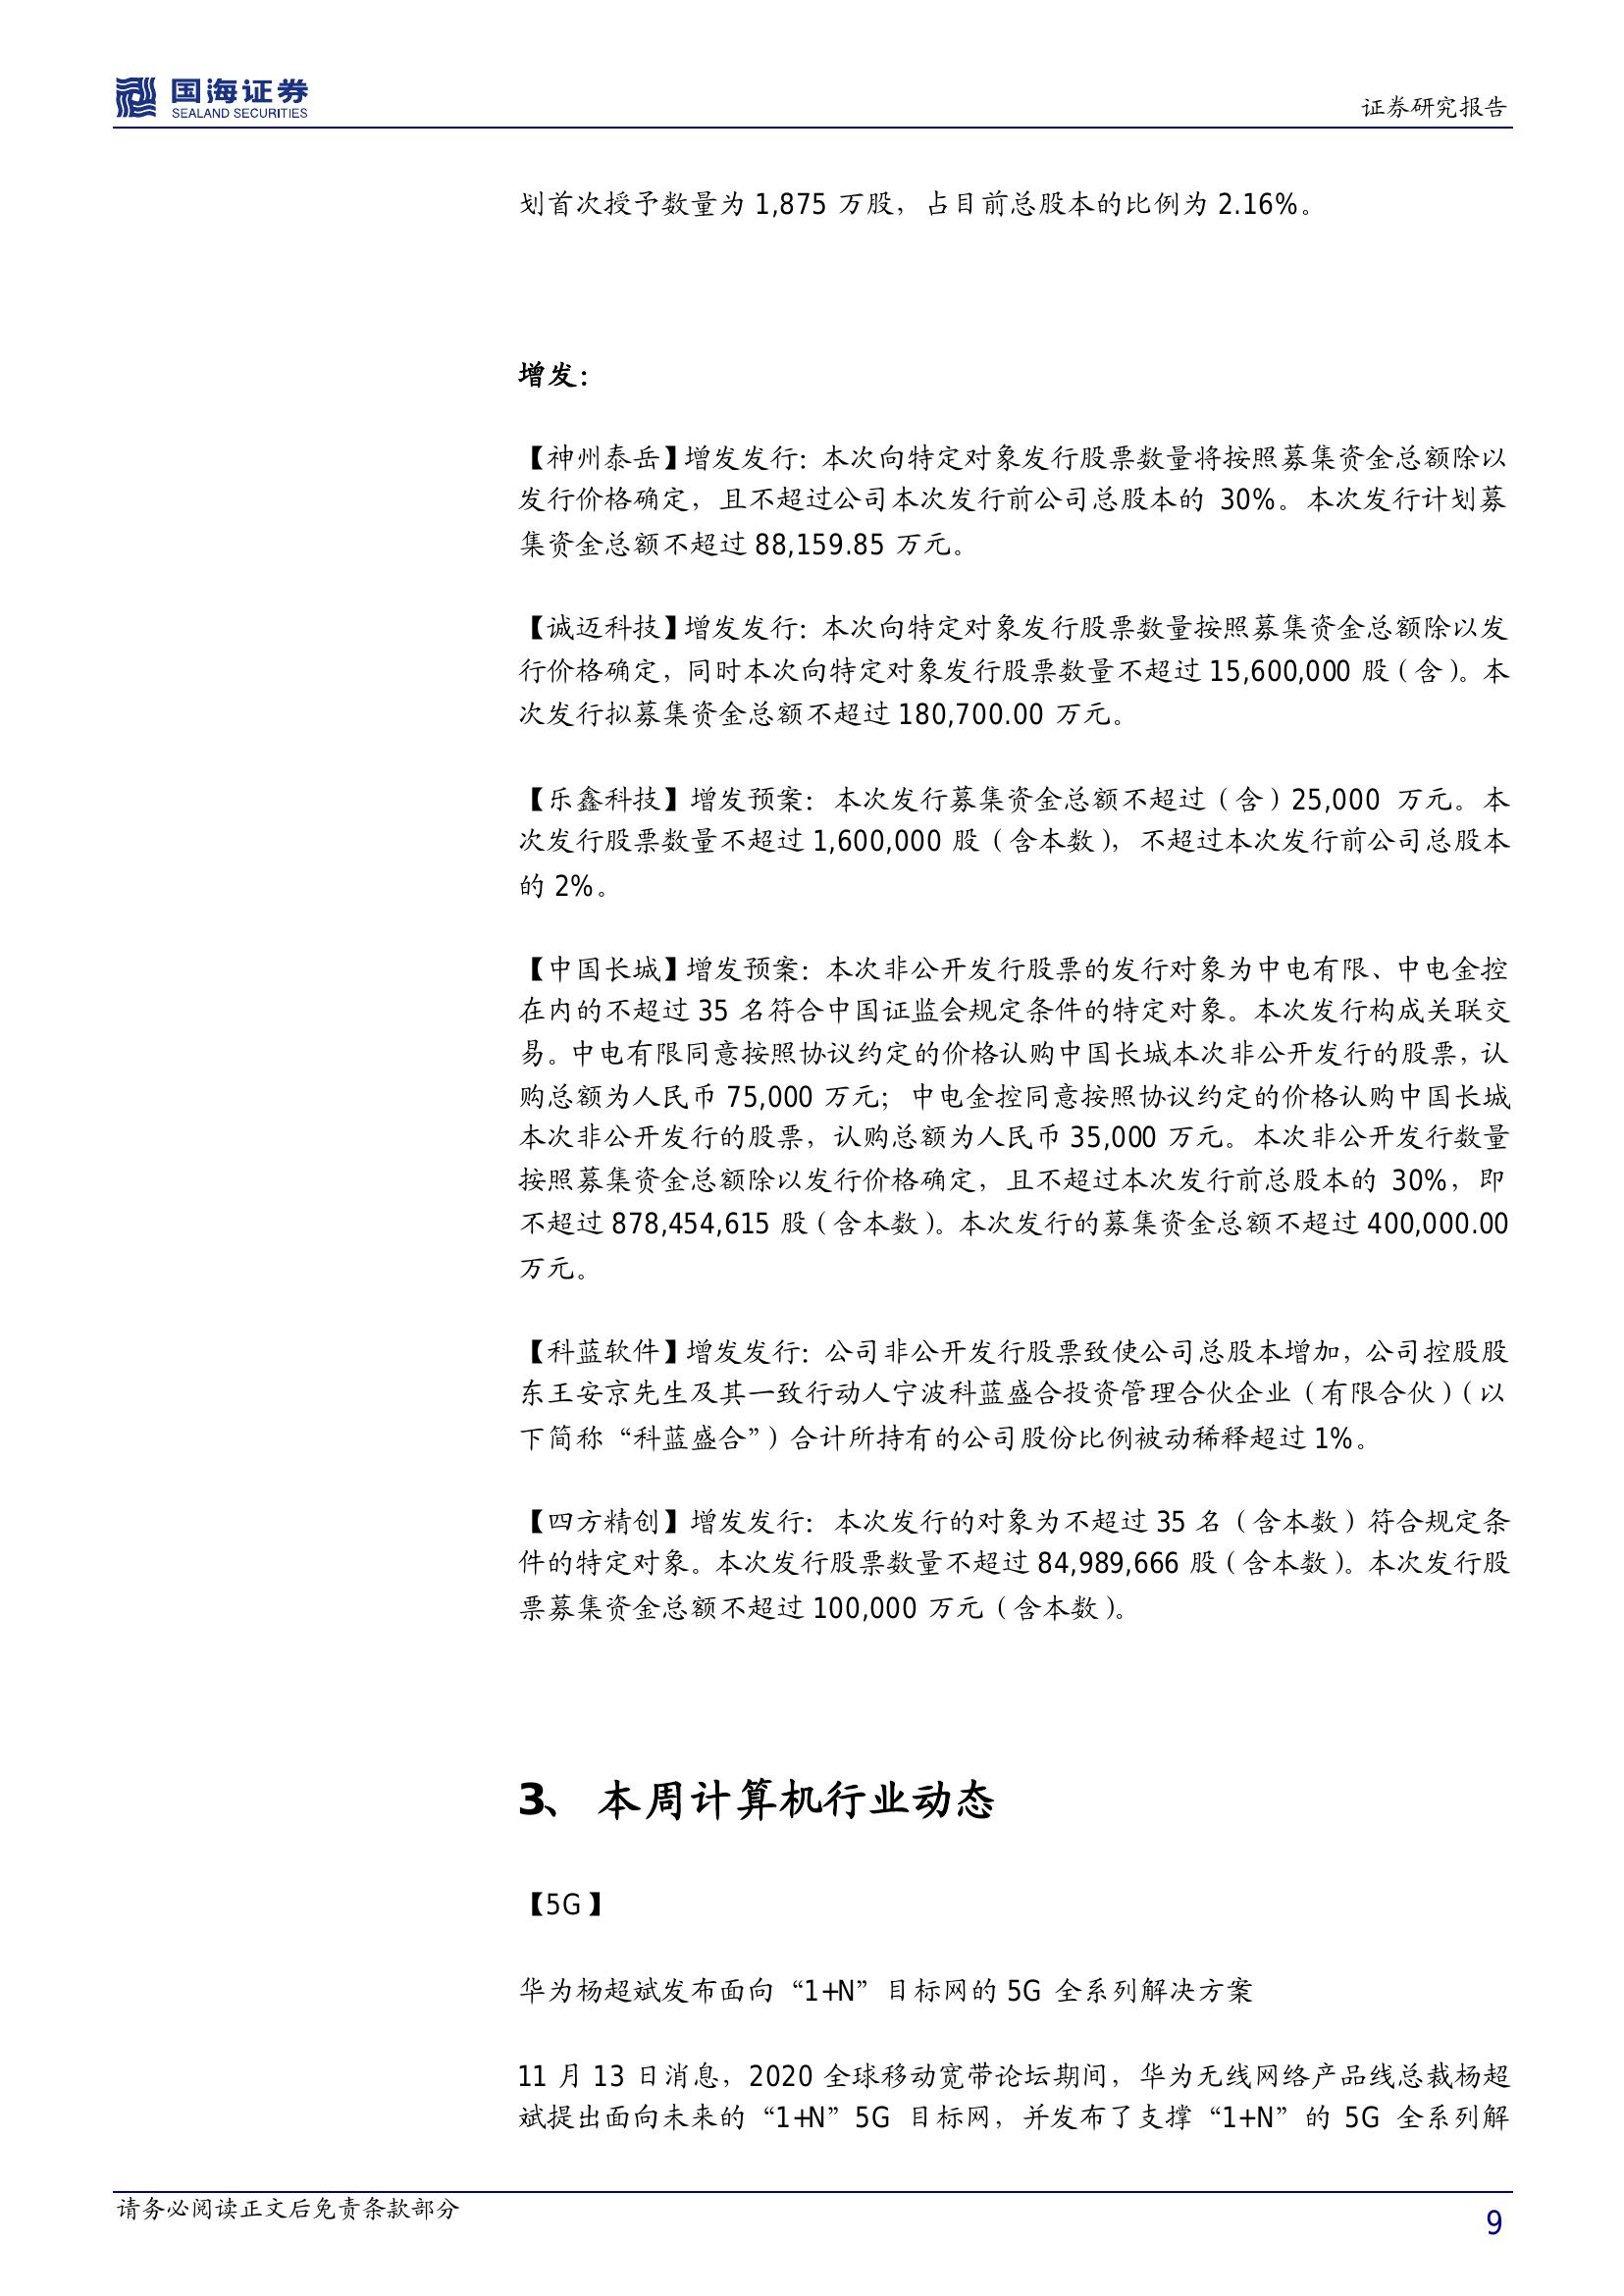 国海证券
SEALAND SECURITIES
证券研究报告
划首次授予数量为 1,875 万股，占目前总股本的比例为 2.16%。
增发：
【神州泰岳】增发发行：本次向特定对象发行股票数量将按照募集资金总额除以
发行价格确定，且不超过公司本次发行前公司总股本的 30%。本次发行计划募
集资金总额不超过 88,159.85 万元。
【诚迈科技】增发发行：本次向特定对象发行股票数量按照募集资金总额除以发
行价格确定，同时本次向特定对象发行股票数量不超过 15,600,000 股（含）。本
次发行拟募集资金总额不超过 180,700.00 万元。
【乐鑫科技】增发预案：本次发行募集资金总额不超过（含）25,000 万元。本
次发行股票数量不超过 1,600,000 股（含本数），不超过本次发行前公司总股本
的 2%。
【中国长城】增发预案：本次非公开发行股票的发行对象为中电有限、中电金控
在内的不超过 35 名符合中国证监会规定条件的特定对象。本次发行构成关联交
易。中电有限同意按照协议约定的价格认购中国长城本次非公开发行的股票，认
购总额为人民币 75,000 万元；中电金控同意按照协议约定的价格认购中国长城
本次非公开发行的股票，认购总额为人民币 35,000 万元。本次非公开发行数量
按照募集资金总额除以发行价格确定，且不超过本次发行前总股本的 30%，即
不超过 878,454,615 股（含本数）。本次发行的募集资金总额不超过 400,000.00
万元。
【科蓝软件】增发发行：公司非公开发行股票致使公司总股本增加，公司控股股
东王安京先生及其一致行动人宁波科蓝盛合投资管理合伙企业（有限合伙）（以
下简称“科蓝盛合”）合计所持有的公司股份比例被动稀释超过 1%。
【四方精创】增发发行：本次发行的对象为不超过 35 名（含本数）符合规定条
件的特定对象。本次发行股票数量不超过 84,989,666 股（含本数）。本次发行股
票募集资金总额不超过 100,000 万元（含本数）。
3、 本周计算机行业动态
【5G】
华为杨超斌发布面向“1+N”目标网的 5G 全系列解决方案
11 月 13 日消息，2020 全球移动宽带论坛期间，华为无线网络产品线总裁杨超
斌提出面向未来的“1+N”5G 目标网，并发布了支撑“1+N”的 5G 全系列解
请务必阅读正文后免责条款部分
9